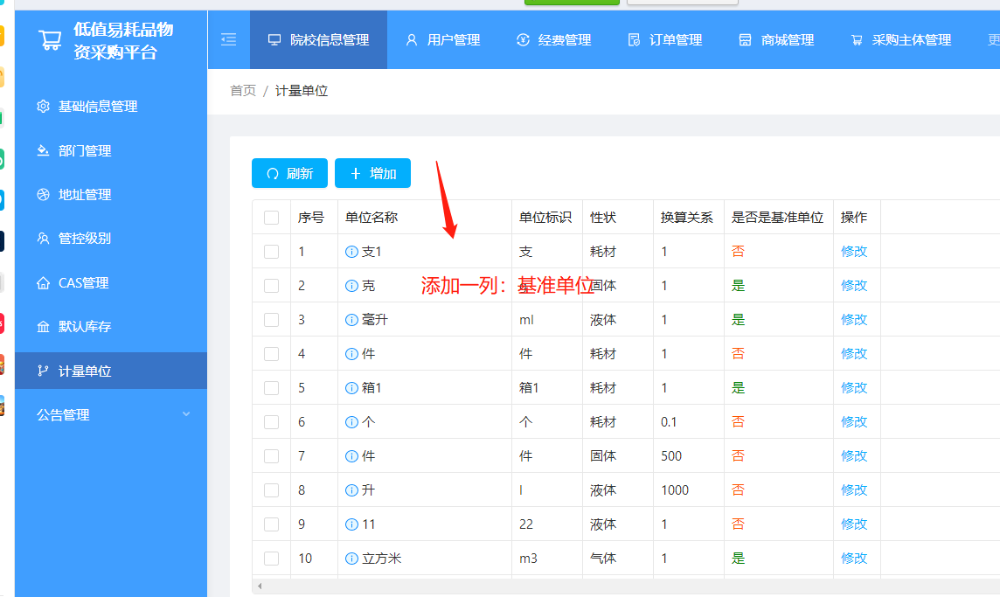 低值易耗品物
资采购平台
院校信息管理
用户管理
经费管理
订单管理
商城管理
采购主体管理
首页 / 计量单位
基础信息管理
部门管理
地址管理
管控级别
CAS管理
默认库存
计量单位
公告管理
刷新
增加
序号 单位名称 单位标识 性状 换算关系 是否是基准单位 操作
1 支1 支 耗材 1 否 修改
2 克 固体 1 是 修改
添加一列：基准单位
3 毫升 ml 液体 1 是 修改
4 件 件 耗材 1 否 修改
5 箱1 箱1 耗材 1 是 修改
6 个 个 耗材 0.1 否 修改
7 件 件 固体 500 否 修改
8 升 l 液体 1000 否 修改
9 11 22 液体 1 否 修改
10 立方米 m3 气体 1 是 修改